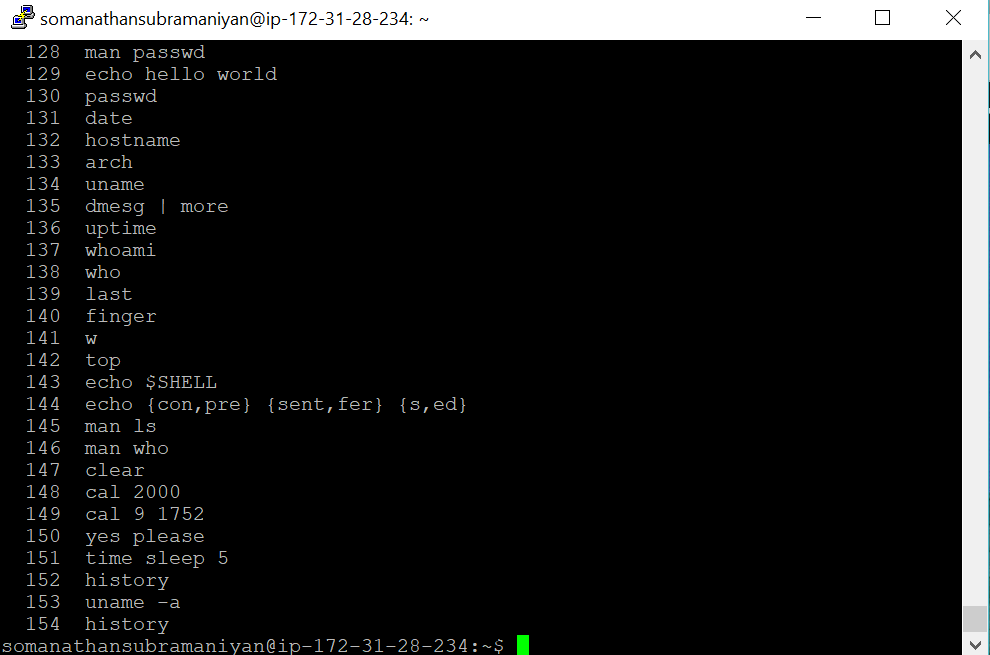 somanathansubramaniyan@ip-172-31-28-234: ~
128 man passwd
129 echo hello world
130 passwd
131 date
132 hostname
133 arch
134 uname
135 dmesg | more
136 uptime
137 whoami
138 who
139 last
140 finger
141 w
142 top
143 echo $SHELL
144 echo {con,pre} {sent,fer} {s,ed}
145 man ls
146 man who
147 clear
148 cal 2000
149 cal 9 1752
150 yes please
151 time sleep 5
152 history
153 uname -a
154 history
somanathansubramaniyan@ip-172-31-28-234:~$